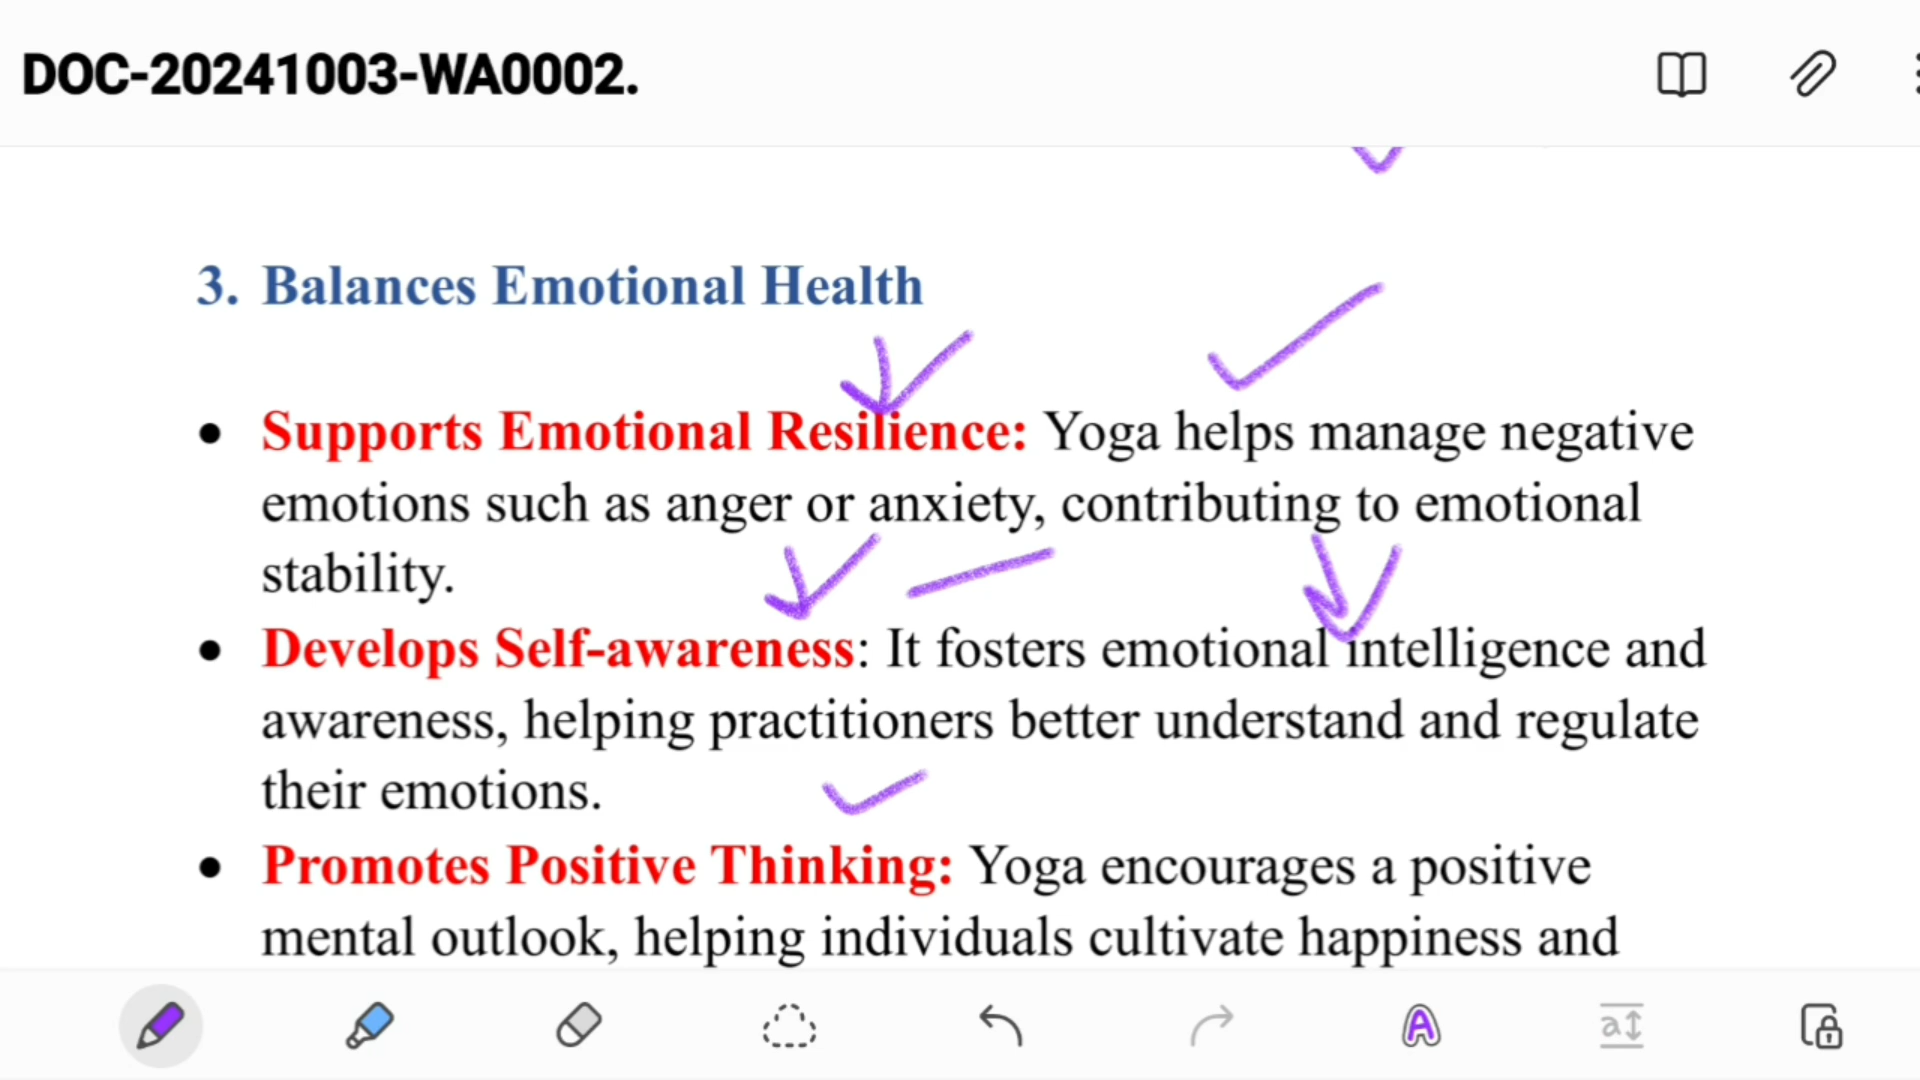 DOC-20241003-WA0002.
3. Balances Emotional Health
• Supports Emotional Resilience: Yoga helps manage negative
emotions such as anger or anxiety, contributing to emotional
stability.
• Develops Self-awareness: It fosters emotional intelligence and
awareness, helping practitioners better understand and regulate
their emotions.
• Promotes Positive Thinking: Yoga encourages a positive
mental outlook, helping individuals cultivate happiness and
A
a